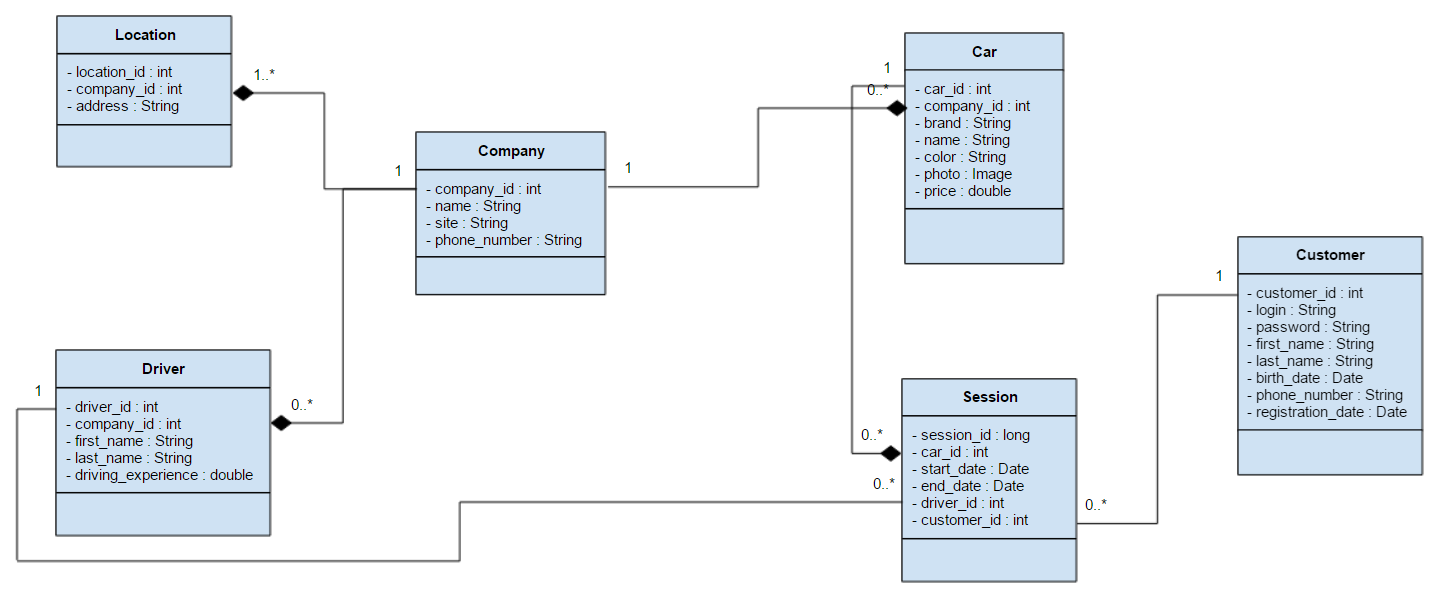 Location
- location_id : int
- company_id : int
- address : String
1..*
Company
- company_id : int
- name : String
- site : String
- phone_number : String
1
1
Car
- car_id : int
- company_id : int
- brand : String
- name : String
- color : String
- photo : Image
- price : double
1
0..*
Customer
- customer_id : int
- login : String
- password : String
- first_name : String
- last_name : String
- birth_date : Date
- phone_number : String
- registration_date : Date
1
Driver
- driver_id : int
- company_id : int
- first_name : String
- last_name : String
- driving_experience : double
1
0..*
Session
- session_id : long
- car_id : int
- start_date : Date
- end_date : Date
- driver_id : int
- customer_id : int
0..*
0..*
0..*